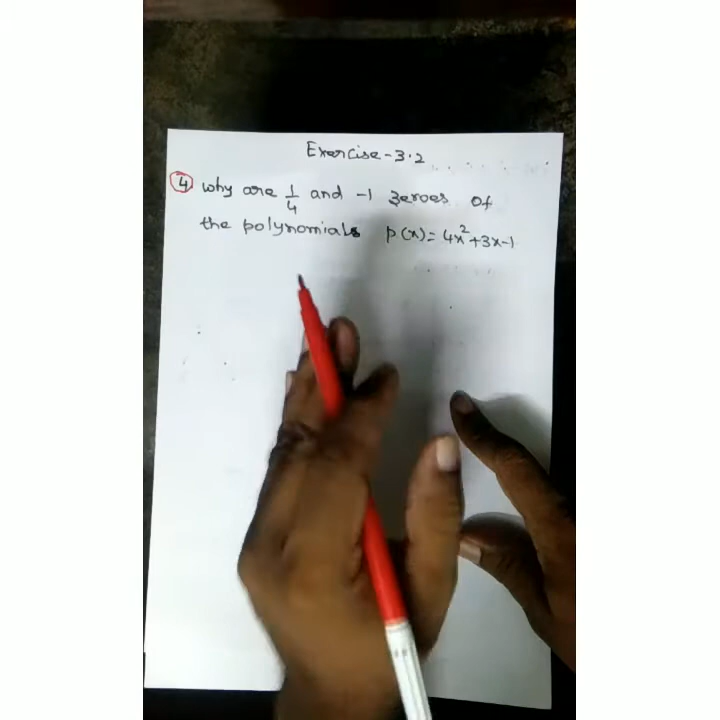 Exercise-3.2
4 why are 1/4 and -1 zeroes of
the polynomials p(x)= 4x²+3x-1